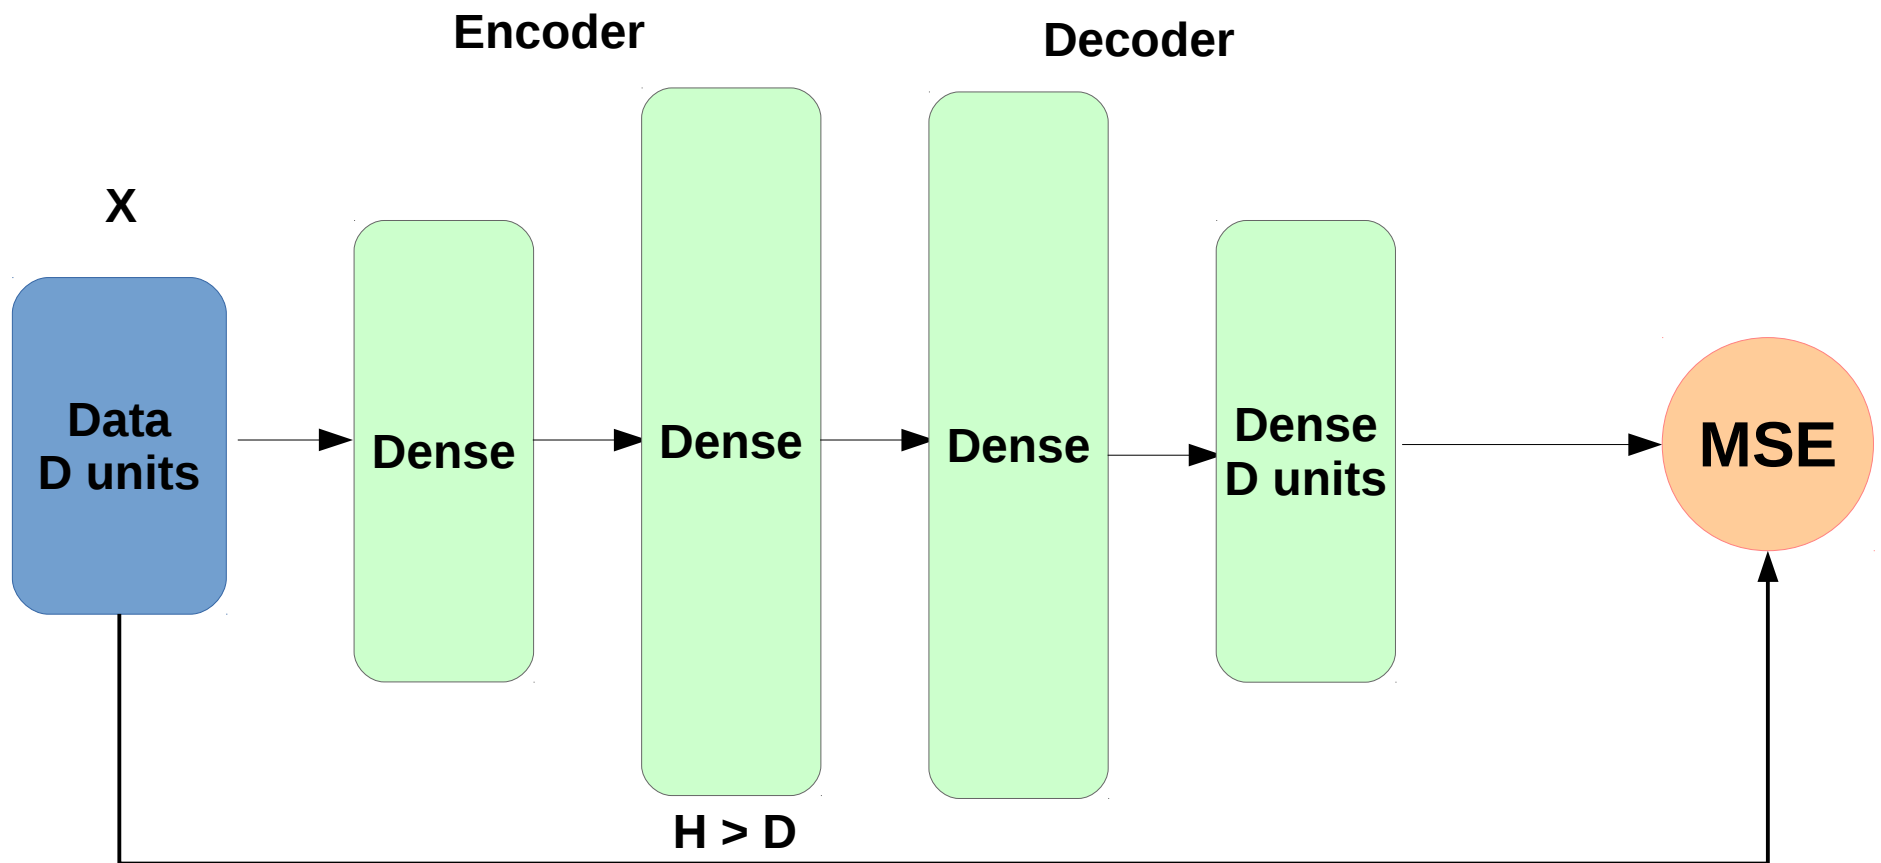 Encoder
Decoder
X
Data
D units
Dense
Dense
Dense
Dense
D units
MSE
H > D